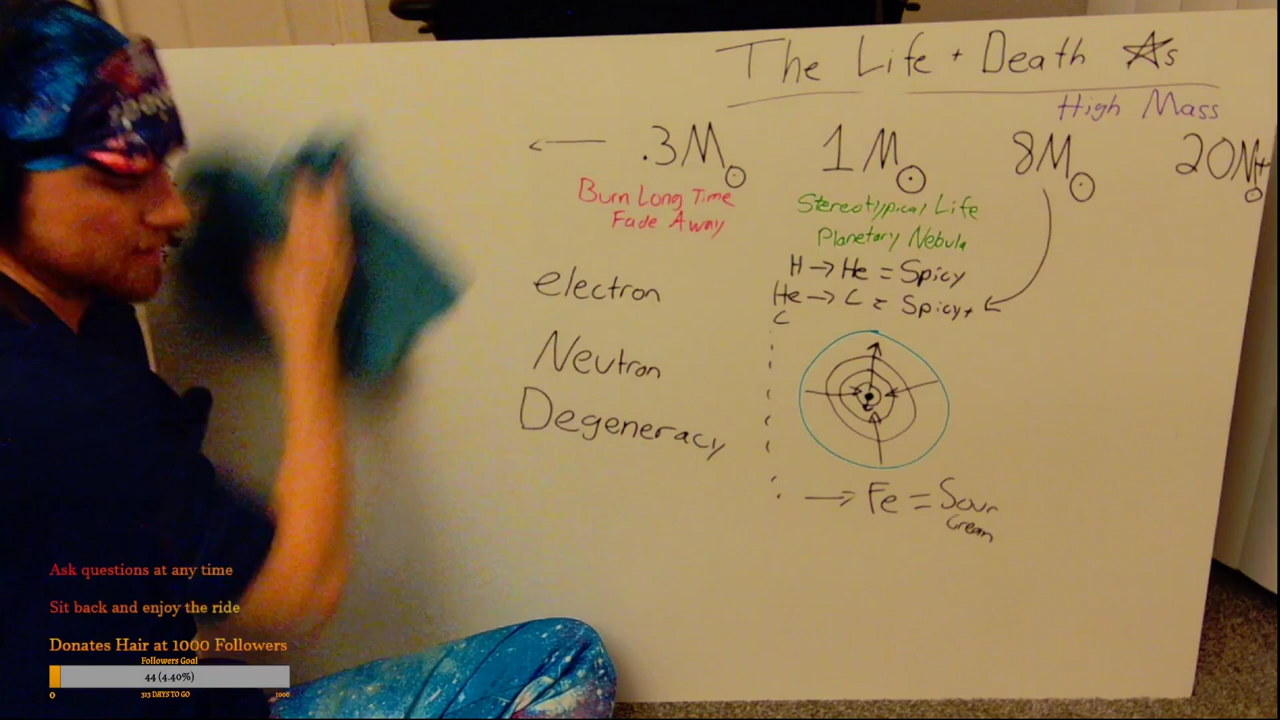 The Life + Death ☆s
High Mass
.3M☉
1M☉
8M☉
20M☉+
Burn Long Time
Fade Away
Stereotypical Life
Planetary Nebula
H → He = Spicy
He → C = Spicy+
C
electron
Neutron
Degeneracy
→ Fe = Sour
Cream
Ask questions at any time
Sit back and enjoy the ride
Donates Hair at 1000 Followers
Followers Goal
44 (4.40%)
0
313 DAYS TO GO
1000